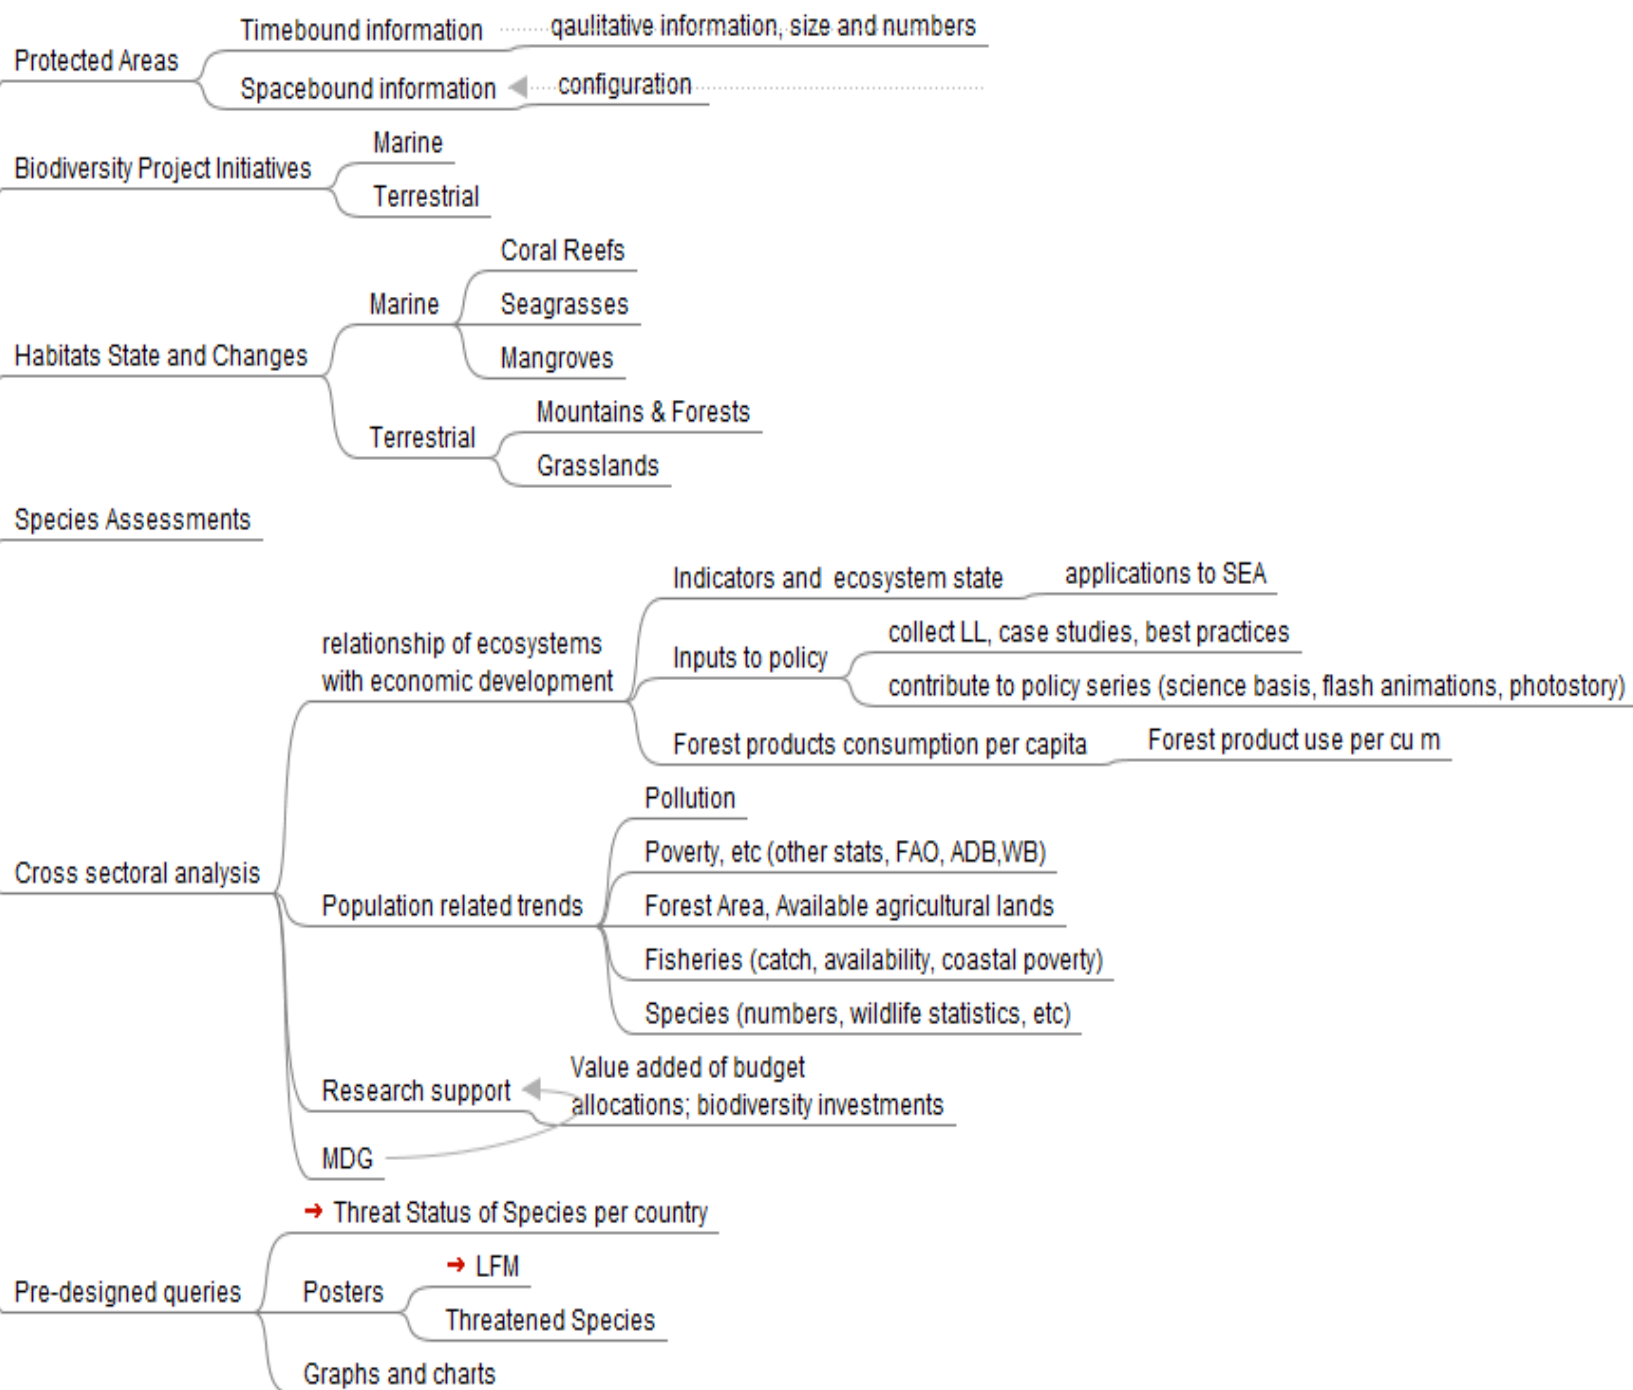 Timebound information
qaulitative information, size and numbers
Protected Areas
Spacebound information
configuration
Marine
Biodiversity Project Initiatives
Terrestrial
Coral Reefs
Marine
Seagrasses
Habitats State and Changes
Mangroves
Mountains & Forests
Terrestrial
Grasslands
Species Assessments
Indicators and  ecosystem state
applications to SEA
relationship of ecosystems
with economic development
collect LL, case studies, best practices
Inputs to policy
contribute to policy series (science basis, flash animations, photostory)
Forest products consumption per capita
Forest product use per cu m
Pollution
Poverty, etc (other stats, FAO, ADB,WB)
Cross sectoral analysis
Population related trends
Forest Area, Available agricultural lands
Fisheries (catch, availability, coastal poverty)
Species (numbers, wildlife statistics, etc)
Research support
Value added of budget
allocations; biodiversity investments
MDG
Threat Status of Species per country
LFM
Pre-designed queries
Posters
Threatened Species
Graphs and charts